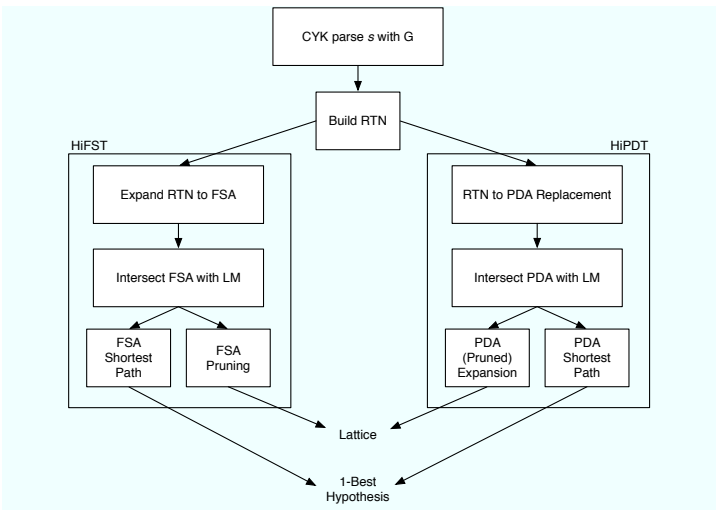 CYK parse s with G
Build RTN
HiFST
HiPDT
Expand RTN to FSA
RTN to PDA Replacement
Intersect FSA with LM
Intersect PDA with LM
FSA
Shortest
Path
FSA
Pruning
PDA
(Pruned)
Expansion
PDA
Shortest
Path
Lattice
1-Best
Hypothesis